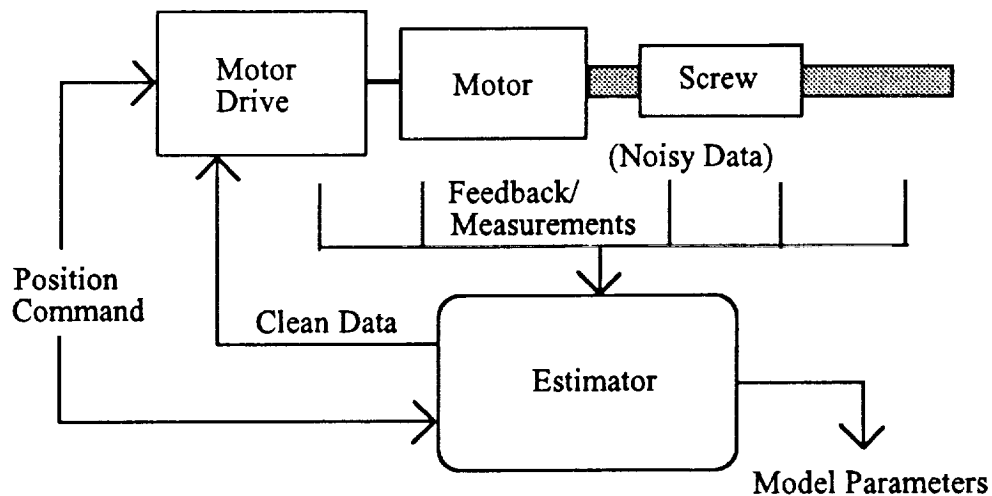 Motor
Drive
Motor
Screw
(Noisy Data)
Feedback/
Measurements
Position
Command
Clean Data
Estimator
Model Parameters